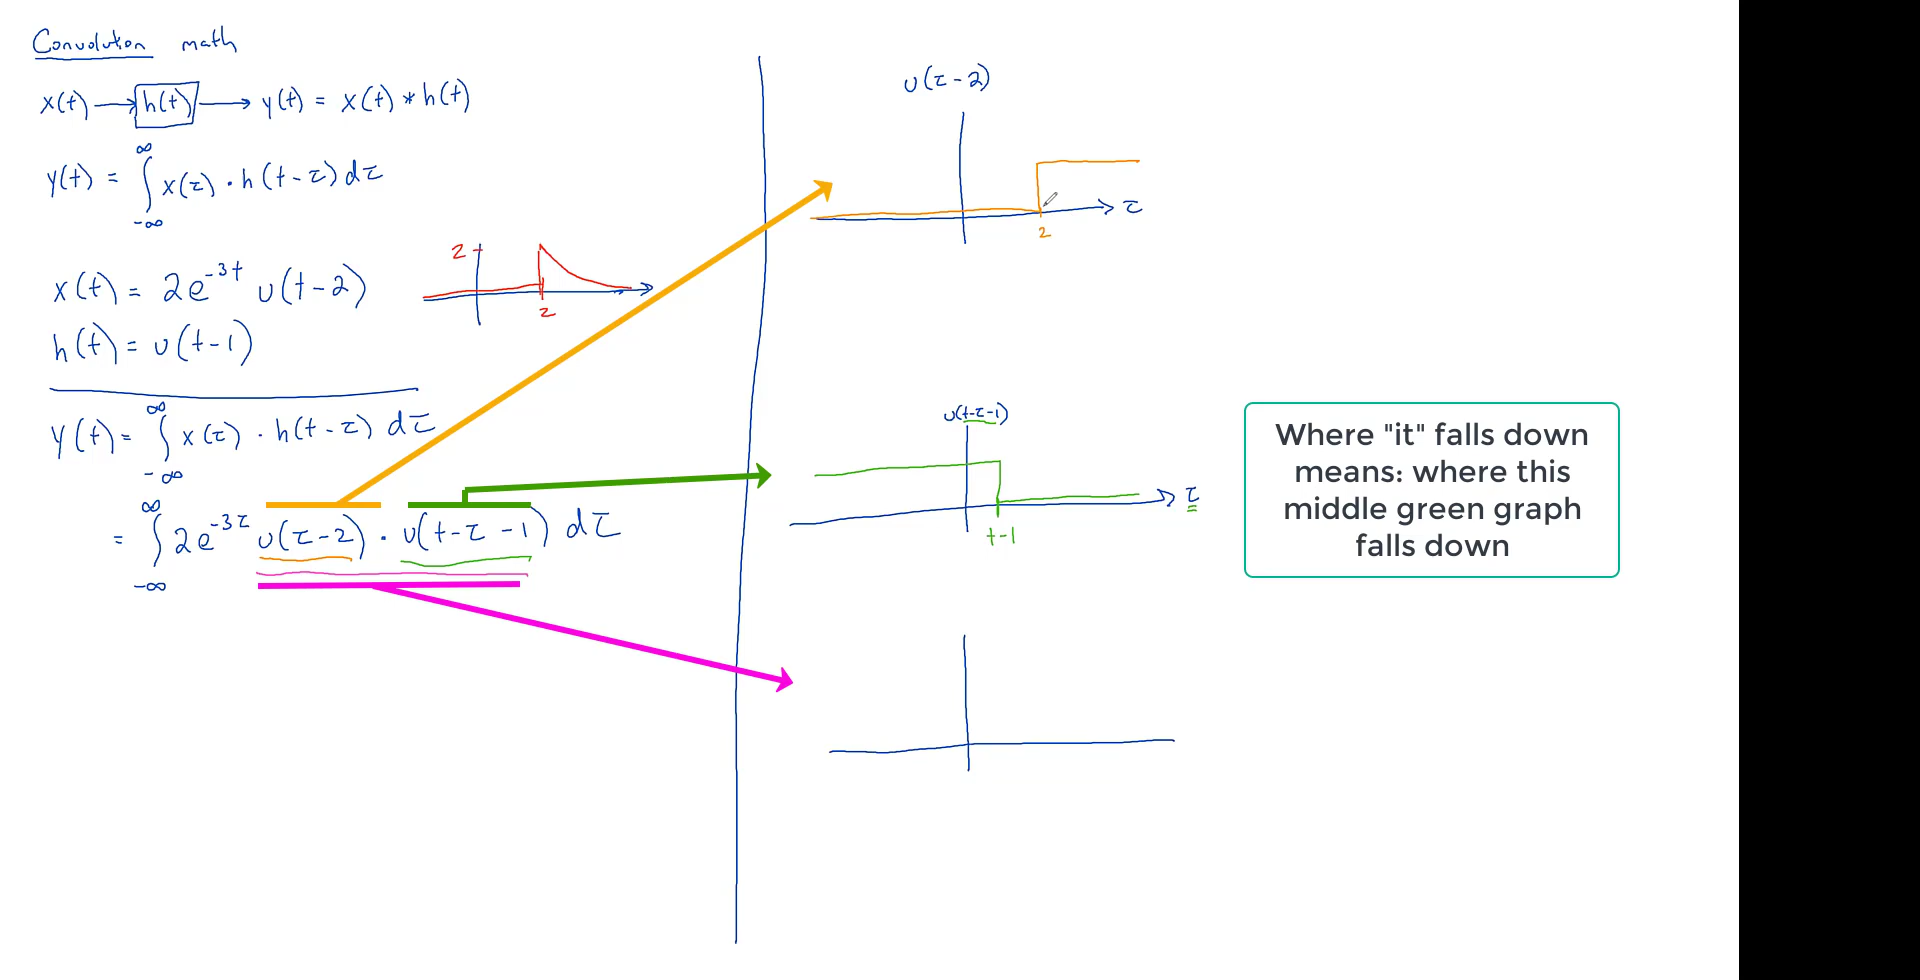 Convolution math
x(t) → h(t) → y(t) = x(t) * h(t)
y(t) = ∫_{-∞}^{∞} x(τ) · h(t-τ) dτ
x(t) = 2e^{-3t} u(t-2)
2
2
h(t) = u(t-1)
y(t) = ∫_{-∞}^{∞} x(τ) · h(t-τ) dτ
= ∫_{-∞}^{∞} 2e^{-3τ} u(τ-2) · u(t-τ-1) dτ
u(τ-2)
τ
2
u(t-τ-1)
τ
t-1
Where "it" falls down
means: where this
middle green graph
falls down